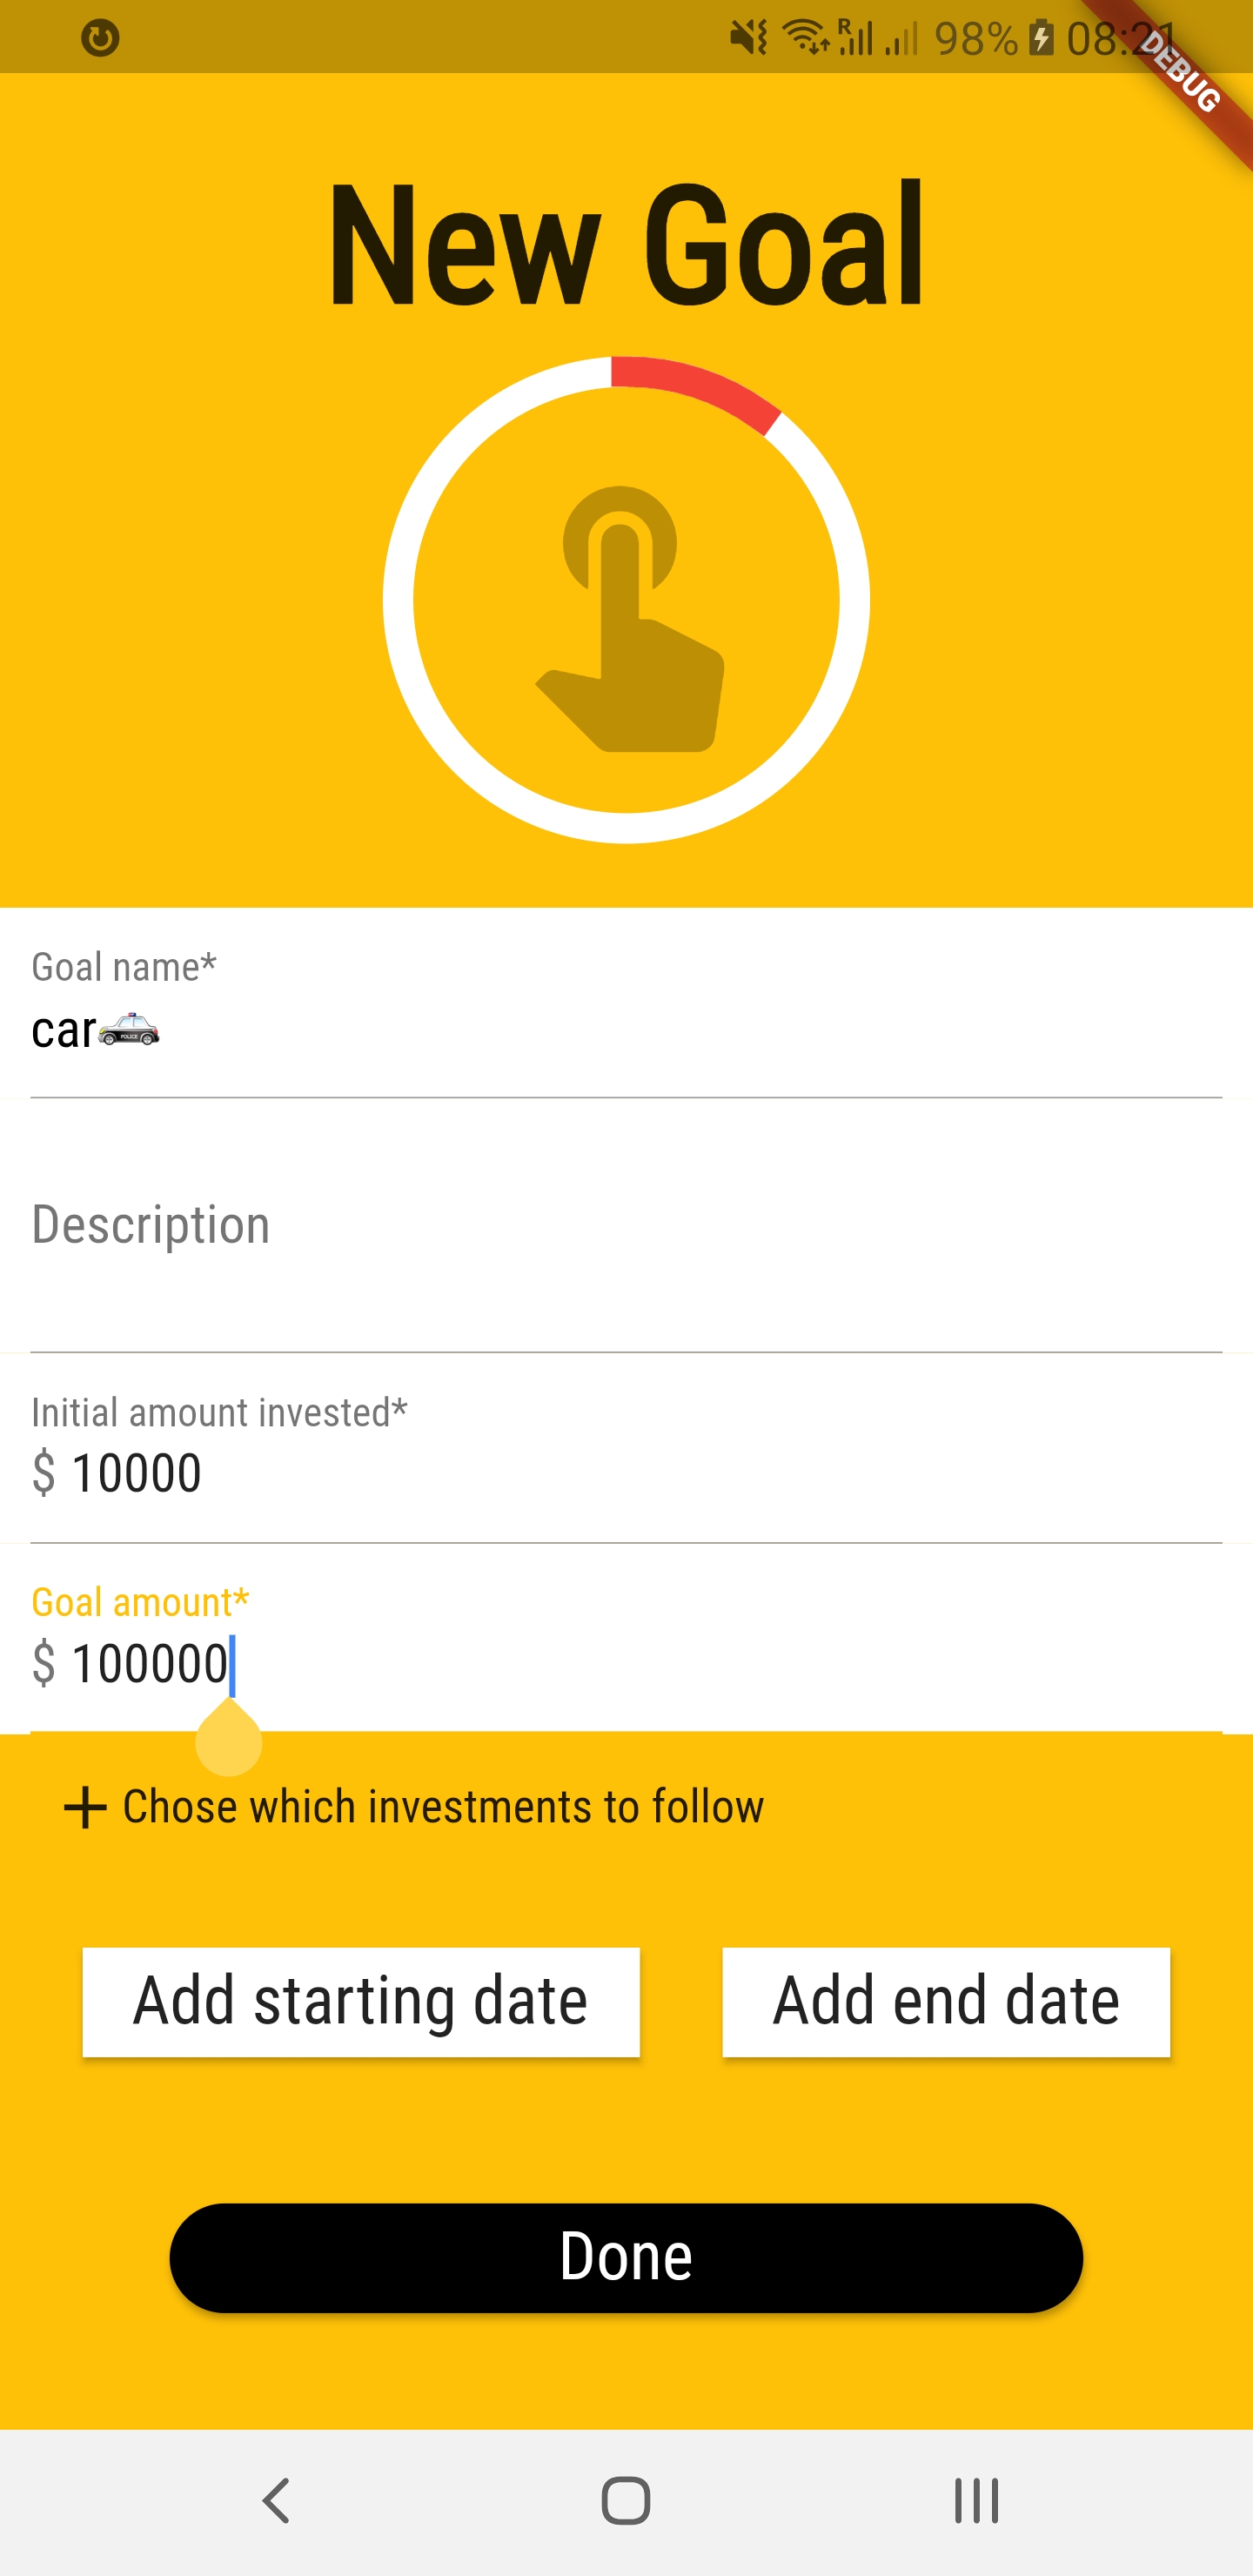 R 98% 08:21
DEBUG
New Goal
Goal name*
car🚓
Description
Initial amount invested*
$ 10000
Goal amount*
$ 100000
+ Chose which investments to follow
Add starting date Add end date
Done